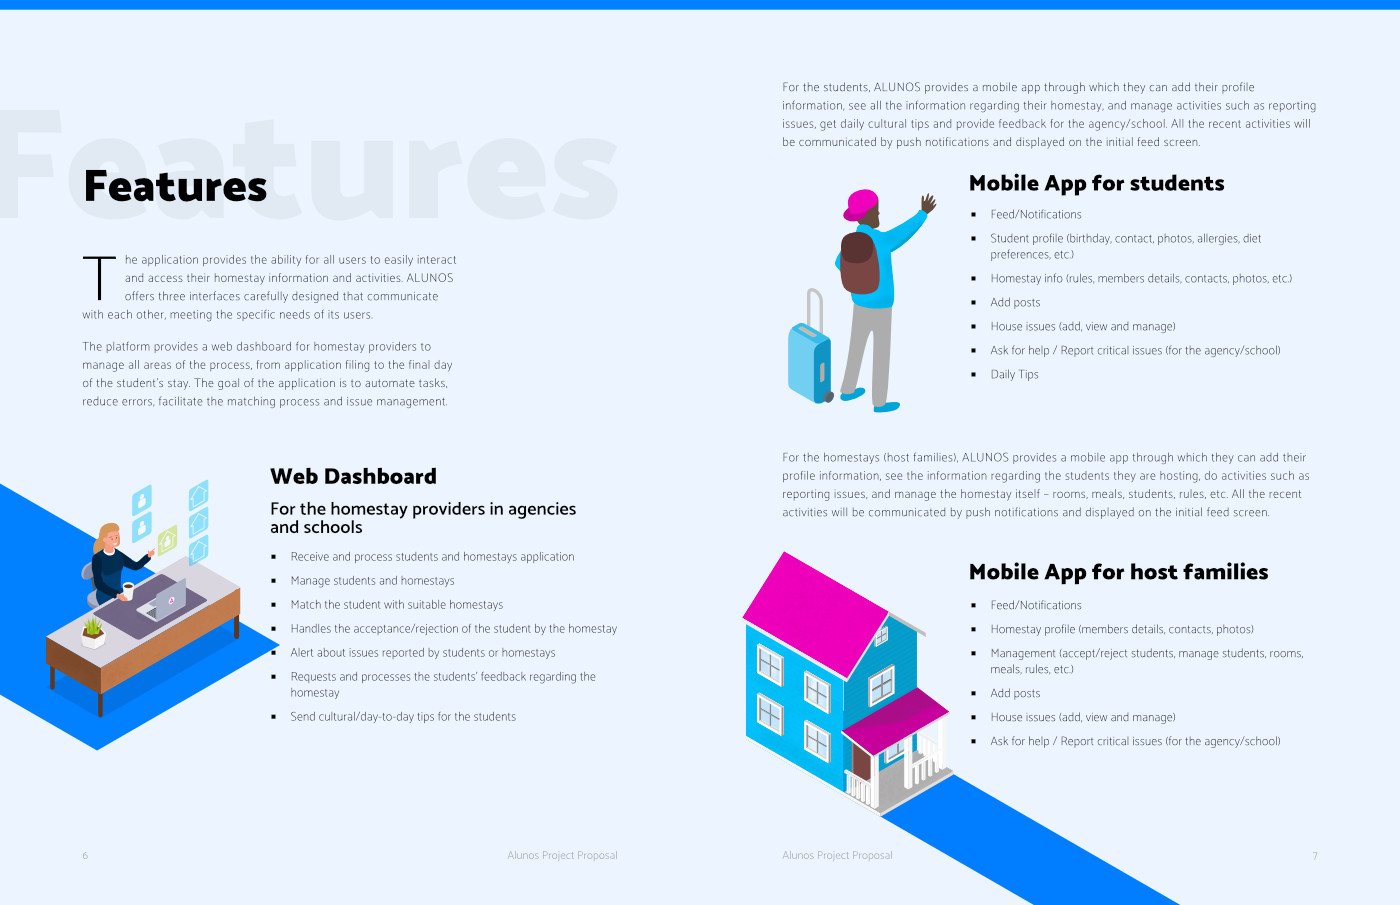 Features
Features
The application provides the ability for all users to easily interact
and access their homestay information and activities. ALUNOS
offers three interfaces carefully designed that communicate
with each other, meeting the specific needs of its users.
The platform provides a web dashboard for homestay providers to
manage all areas of the process, from application filing to the final day
of the student's stay. The goal of the application is to automate tasks,
reduce errors, facilitate the matching process and issue management.
Web Dashboard
For the homestay providers in agencies
and schools
▪ Receive and process students and homestays application
▪ Manage students and homestays
▪ Match the student with suitable homestays
▪ Handles the acceptance/rejection of the student by the homestay
▪ Alert about issues reported by students or homestays
▪ Requests and processes the students' feedback regarding the
homestay
▪ Send cultural/day-to-day tips for the students
6
Alunos Project Proposal
For the students, ALUNOS provides a mobile app through which they can add their profile
information, see all the information regarding their homestay, and manage activities such as reporting
issues, get daily cultural tips and provide feedback for the agency/school. All the recent activities will
be communicated by push notifications and displayed on the initial feed screen.
Mobile App for students
▪ Feed/Notifications
▪ Student profile (birthday, contact, photos, allergies, diet
preferences, etc.)
▪ Homestay info (rules, members details, contacts, photos, etc.)
▪ Add posts
▪ House issues (add, view and manage)
▪ Ask for help / Report critical issues (for the agency/school)
▪ Daily Tips
For the homestays (host families), ALUNOS provides a mobile app through which they can add their
profile information, see the information regarding the students they are hosting, do activities such as
reporting issues, and manage the homestay itself – rooms, meals, students, rules, etc. All the recent
activities will be communicated by push notifications and displayed on the initial feed screen.
Mobile App for host families
▪ Feed/Notifications
▪ Homestay profile (members details, contacts, photos)
▪ Management (accept/reject students, manage students, rooms,
meals, rules, etc.)
▪ Add posts
▪ House issues (add, view and manage)
▪ Ask for help / Report critical issues (for the agency/school)
Alunos Project Proposal
7